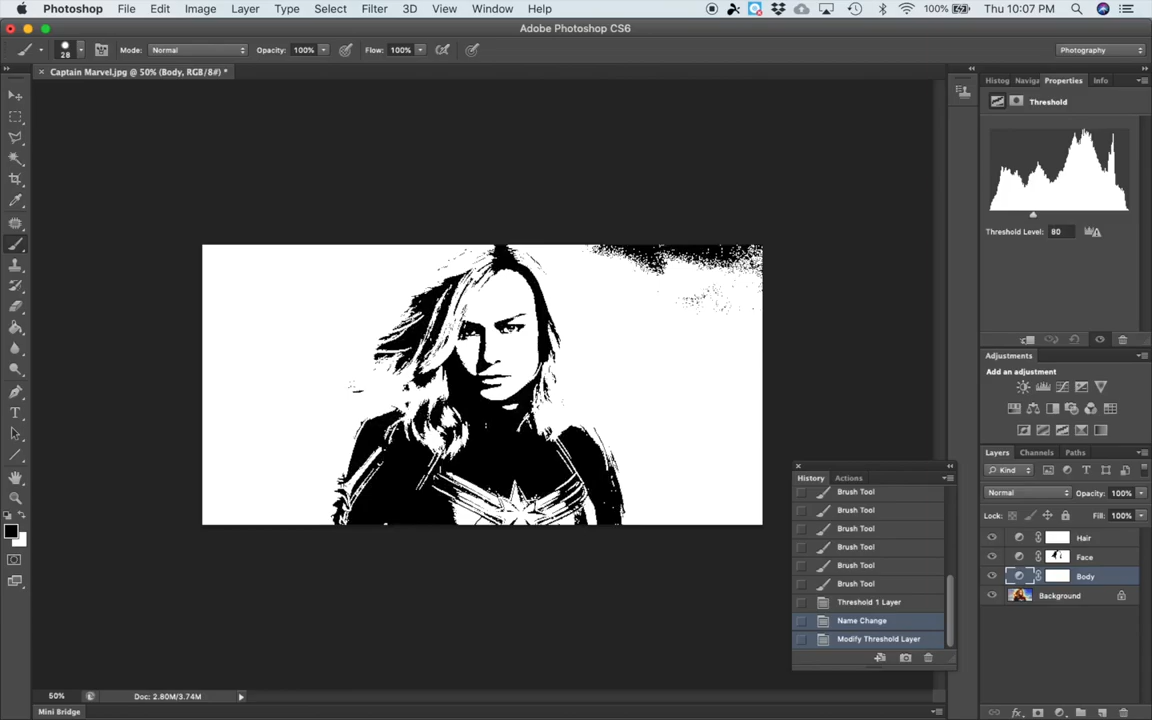 Photoshop File Edit Image Layer Type Select Filter 3D View Window Help 100% Thu 10:07 PM
Adobe Photoshop CS6
28 Mode: Normal Opacity: 100% Flow: 100% Photography
Captain Marvel.jpg @ 50% (Body, RGB/8#) *
Histog Naviga Properties Info
Threshold
Threshold Level: 80
Adjustments
Add an adjustment
Layers Channels Paths
Kind
Normal Opacity: 100%
Lock: Fill: 100%
Hair
Face
Body
Background
History Actions
Brush Tool
Brush Tool
Brush Tool
Brush Tool
Brush Tool
Brush Tool
Threshold 1 Layer
Name Change
Modify Threshold Layer
50% Doc: 2.80M/3.74M
Mini Bridge